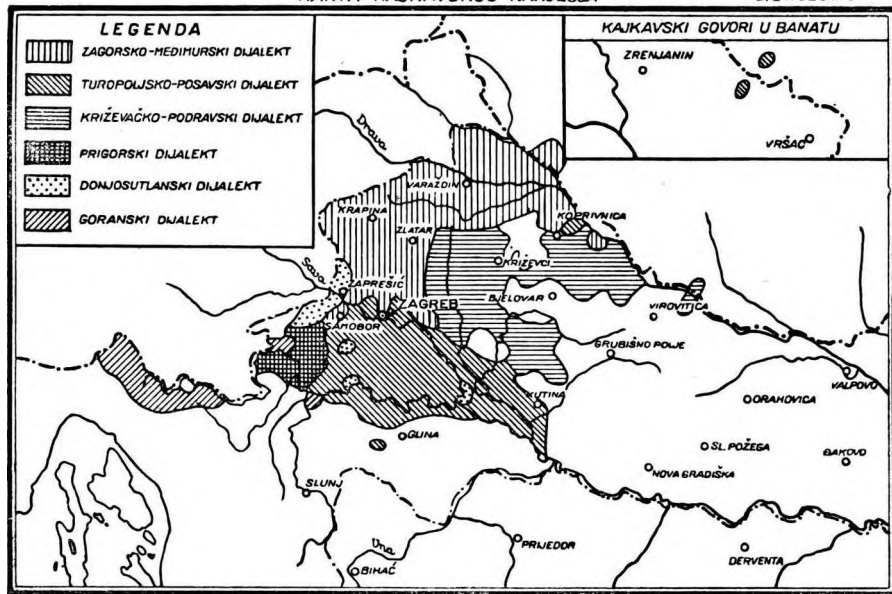 LEGENDA
ZAGORSKO-MEĐIMURSKI DIJALEKT
TUROPOLJSKO-POSAVSKI DIJALEKT
KRIŽEVAČKO-PODRAVSKI DIJALEKT
PRIGORSKI DIJALEKT
DONJOSUTLANSKI DIJALEKT
GORANSKI DIJALEKT
KAJKAVSKI GOVORI U BANATU
ZRENJANIN
VRŠAC
Drava
VARAŽDIN
KRAPINA
KOPRIVNICA
ZLATAR
KRIŽEVCI
Sava
ZAPREŠIĆ
BJELOVAR
ZAGREB
VIROVITICA
SAMOBOR
GRUBIŠNO POLJE
VALPOVO
KUTINA
ORAHOVICA
GLINA
SL. POŽEGA
ĐAKOVO
NOVA GRADIŠKA
SLUNJ
Una
PRIJEDOR
DERVENTA
BIHAĆ